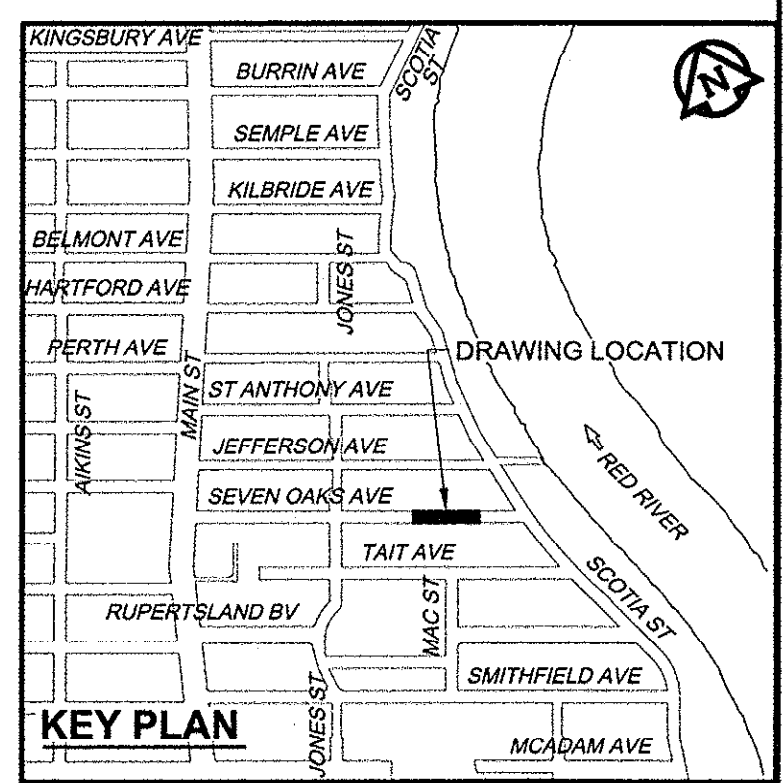 KINGSBURY AVE
BURRIN AVE
SCOTIA
ST
N
SEMPLE AVE
KILBRIDE AVE
BELMONT AVE
JONES ST
HARTFORD AVE
PERTH AVE
MAIN ST
DRAWING LOCATION
ST ANTHONY AVE
AIKINS ST
JEFFERSON AVE
RED RIVER
SEVEN OAKS AVE
TAIT AVE
SCOTIA ST
RUPERTSLAND BV
MAC ST
SMITHFIELD AVE
KEY PLAN
JONES ST
MCADAM AVE